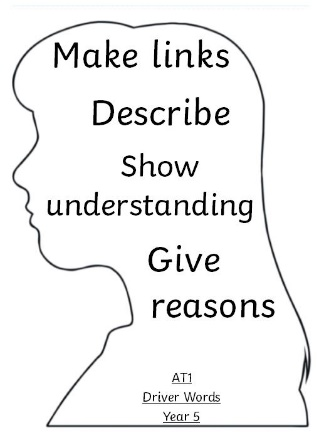 Make links
Describe
Show
understanding
Give
reasons
AT1
Driver Words
Year 5